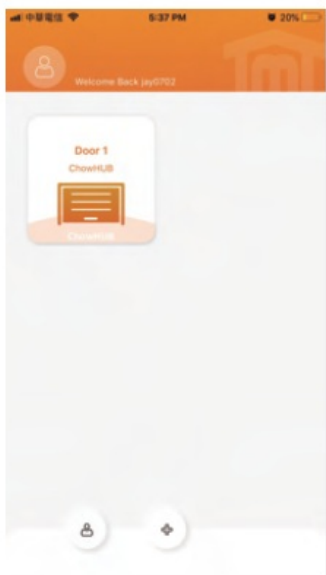 中華電信 5:37 PM 20%
Welcome Back jay0702
Door 1
ChowHUB
ChowHUB